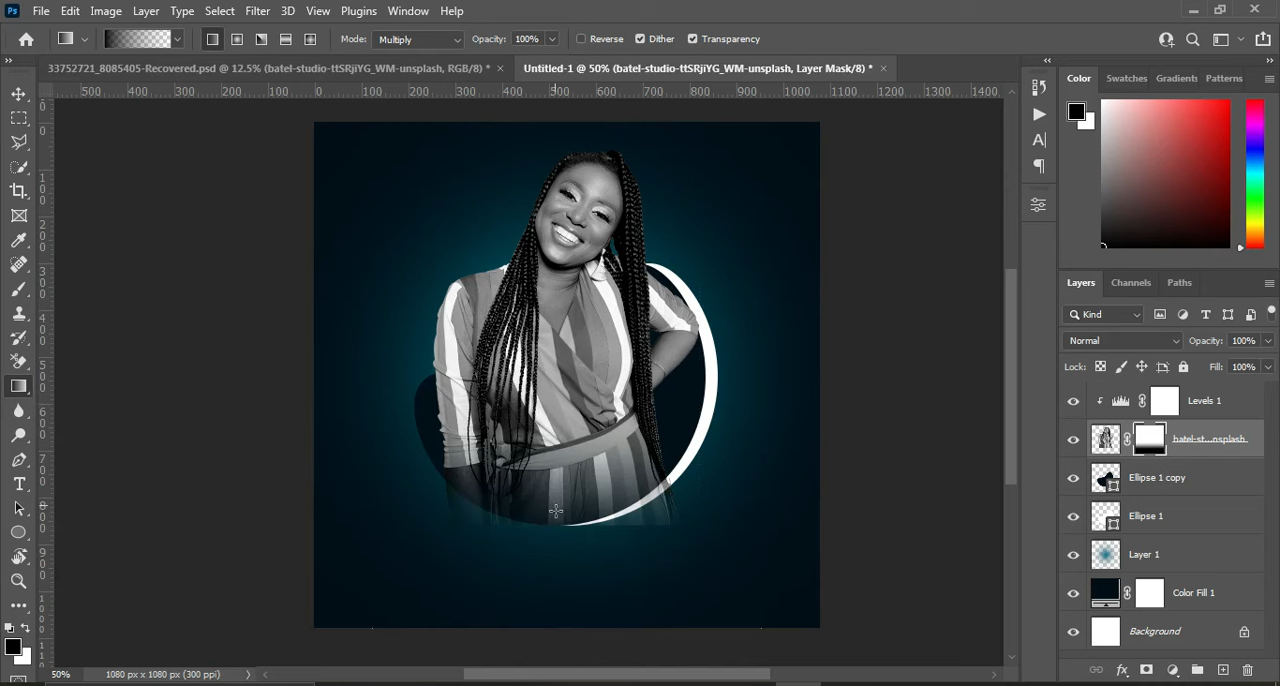 Ps File Edit Image Layer Type Select Filter 3D View Plugins Window Help
Mode: Multiply Opacity: 100% Reverse Dither Transparency
33752721_8085405-Recovered.psd @ 12.5% (batel-studio-ttSRjiYG_WM-unsplash, RGB/8) * Untitled-1 @ 50% (batel-studio-ttSRjiYG_WM-unsplash, Layer Mask/8) *
500 400 300 200 100 0 100 200 300 400 500 600 700 800 900 1000 1100 1200 1300 1400
Color Swatches Gradients Patterns
Layers Channels Paths
Kind
Normal Opacity: 100%
Lock: Fill: 100%
Levels 1
batel-st...nsplash
Ellipse 1 copy
Ellipse 1
Layer 1
Color Fill 1
Background
50% 1080 px x 1080 px (300 ppi)